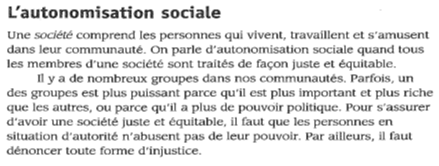 L'autonomisation sociale
Une société comprend les personnes qui vivent, travaillent et s'amusent
dans leur communauté. On parle d'autonomisation sociale quand tous
les membres d'une société sont traités de façon juste et équitable.
Il y a de nombreux groupes dans nos communautés. Parfois, un
des groupes est plus puissant parce qu'il est plus important et plus riche
que les autres, ou parce qu'il a plus de pouvoir politique. Pour s'assurer
d'avoir une société juste et équitable, il faut que les personnes en
situation d'autorité n'abusent pas de leur pouvoir. Par ailleurs, il faut
dénoncer toute forme d'injustice.